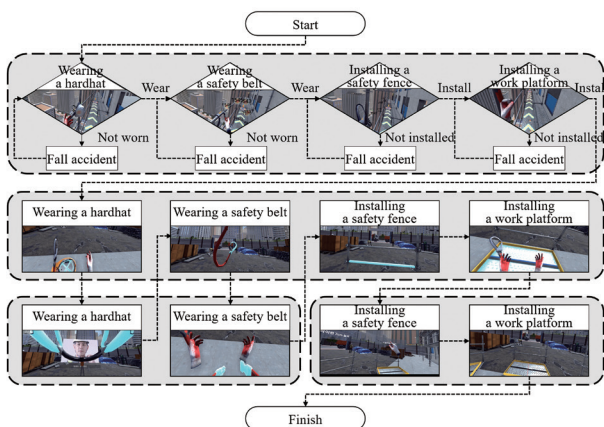 Start
Wearing
a hardhat
Wear
Wearing
a safety belt
Wear
Installing a
safety fence
Install
Installing a
work platform
Install
Not worn
Not worn
Not installed
Not installed
Fall accident
Fall accident
Fall accident
Fall accident
Wearing a hardhat
Wearing a safety belt
Installing
a safety fence
Installing
a work platform
Wearing a hardhat
Wearing a safety belt
Installing
a safety fence
Installing
a work platform
Finish